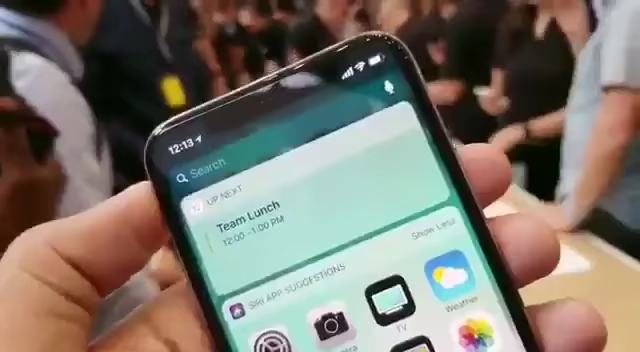 12:13
Search
UP NEXT
Team Lunch
12:00 - 1:00 PM
Show Less
SIRI APP SUGGESTIONS
TV
Weather